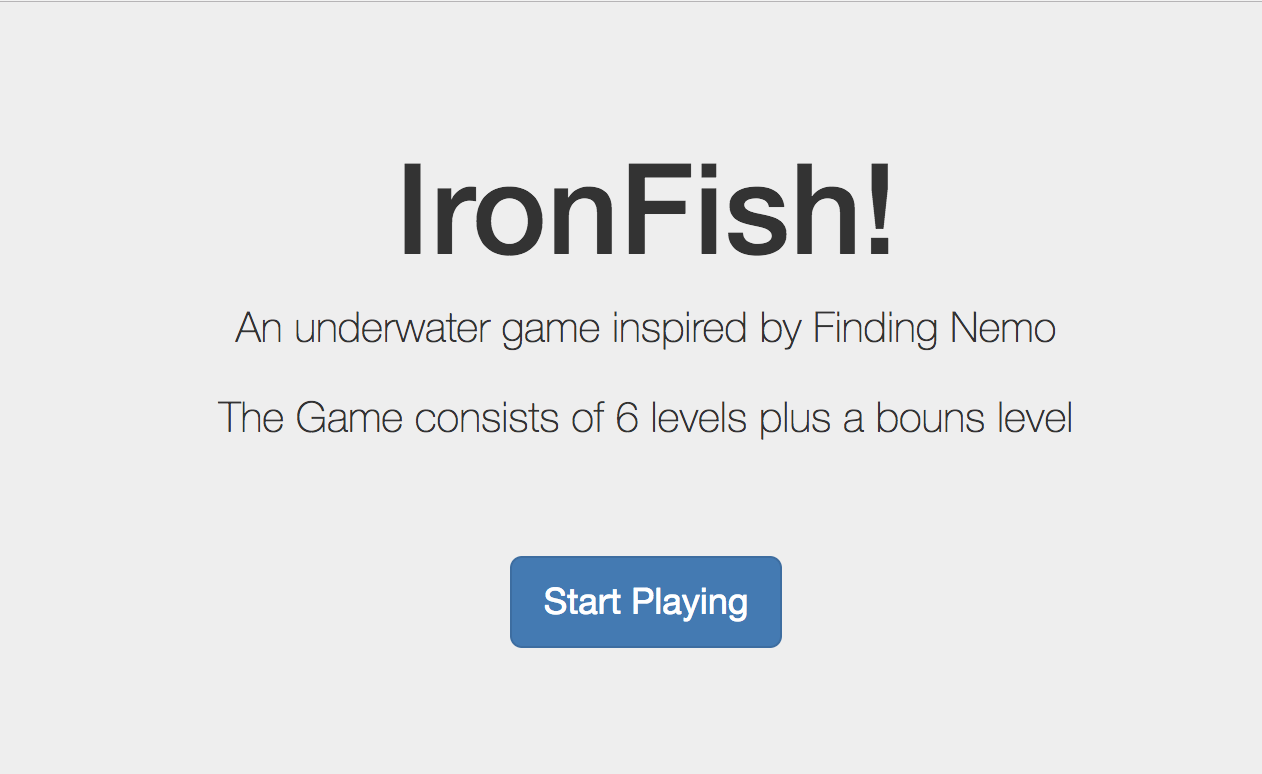 IronFish!
An underwater game inspired by Finding Nemo
The Game consists of 6 levels plus a bouns level
Start Playing